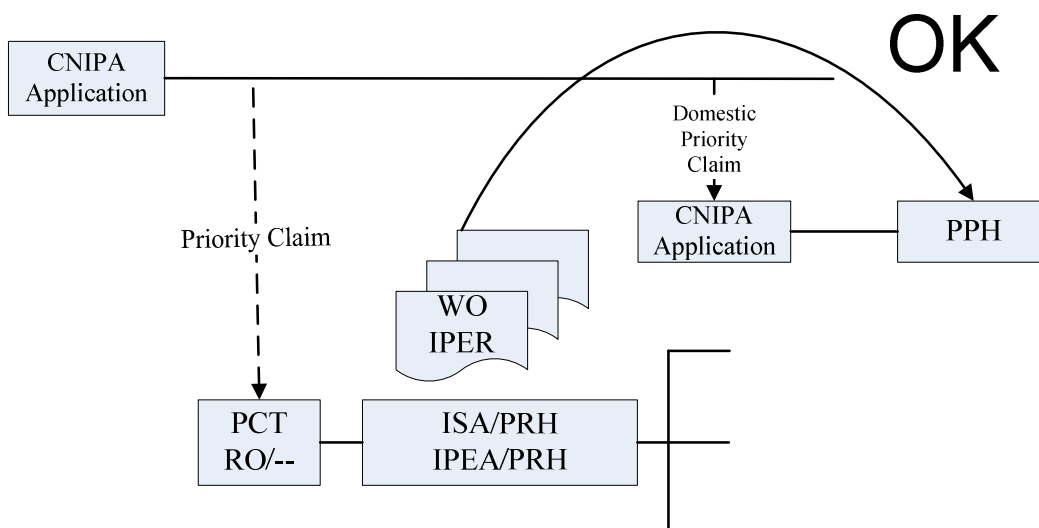 OK
CNIPA
Application
Domestic
Priority
Claim
CNIPA
Application
PPH
Priority Claim
WO
IPER
PCT
RO/--
ISA/PRH
IPEA/PRH